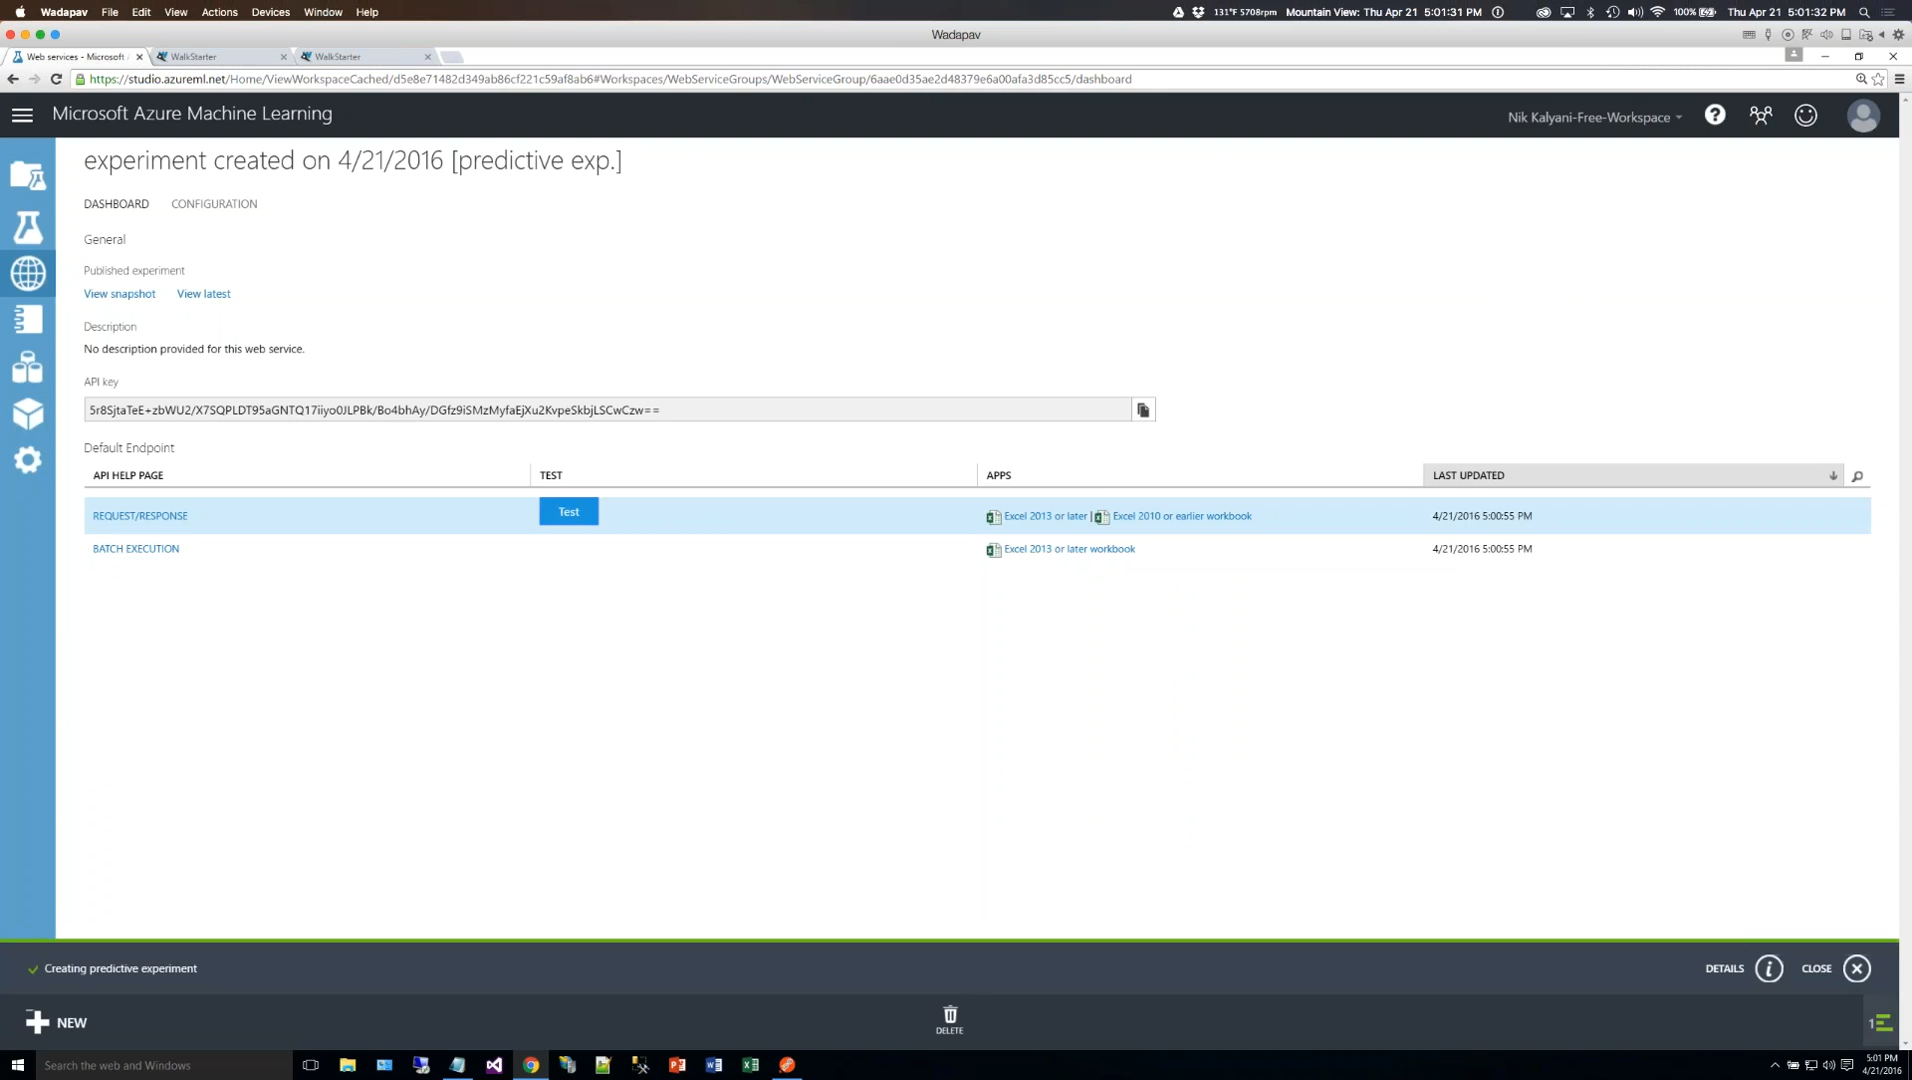 Wadapav File Edit View Actions Devices Window Help 131°F 5708rpm Mountain View: Thu Apr 21 5:01:31 PM 100% Thu Apr 21 5:01:32 PM
Wadapav
Web services - Microsoft WalkStarter WalkStarter
https://studio.azureml.net/Home/ViewWorkspaceCached/d5e8e71482d349ab86cf221c59af8ab6#Workspaces/WebServiceGroups/WebServiceGroup/6aae0d35ae2d48379e6a00afa3d85cc5/dashboard
Microsoft Azure Machine Learning Nik Kalyani-Free-Workspace
experiment created on 4/21/2016 [predictive exp.]
DASHBOARD CONFIGURATION
General
Published experiment
View snapshot View latest
Description
No description provided for this web service.
API key
5r8SjtaTeE+zbWU2/X7SQPLDT95aGNTQ17iiyo0JLPBk/Bo4bhAy/DGfz9iSMzMyfaEjXu2KvpeSkbjLSCwCzw==
Default Endpoint
API HELP PAGE TEST APPS LAST UPDATED
REQUEST/RESPONSE Test Excel 2013 or later | Excel 2010 or earlier workbook 4/21/2016 5:00:55 PM
BATCH EXECUTION Excel 2013 or later workbook 4/21/2016 5:00:55 PM
Creating predictive experiment DETAILS CLOSE
NEW DELETE 1
Search the web and Windows 5:01 PM
4/21/2016